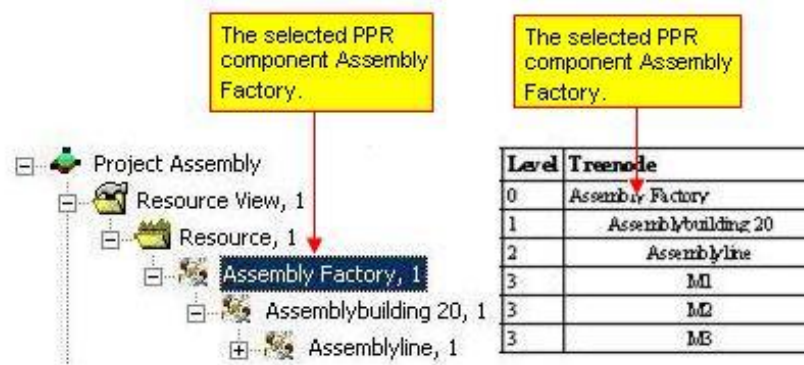 The selected PPR
component Assembly
Factory.
The selected PPR
component Assembly
Factory.
Project Assembly
Resource View, 1
Resource, 1
Assembly Factory, 1
Assemblybuilding 20, 1
Assemblyline, 1
Level Treenode
0 Assembly Factory
1 Assemblybuilding 20
2 Assemblyline
3 M1
3 M2
3 M3